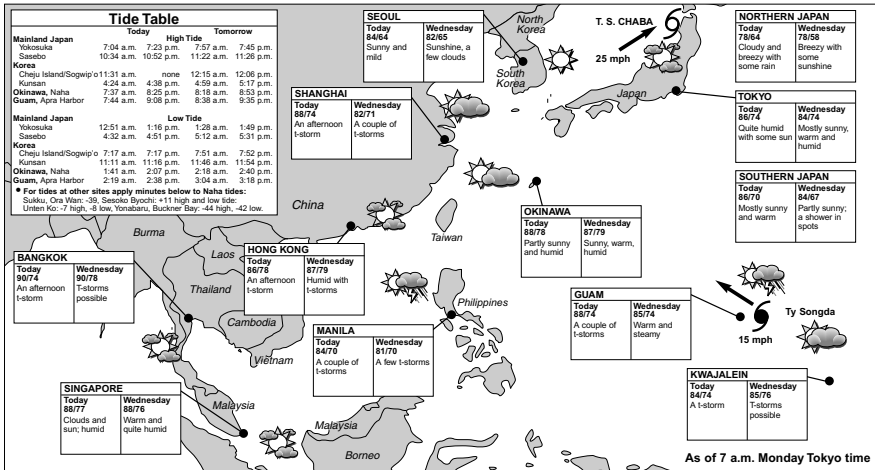 Tide Table
Today Tomorrow
Mainland Japan High Tide
Yokosuka 7:04 a.m. 7:23 p.m. 7:57 a.m. 7:45 p.m.
Sasebo 10:34 a.m. 10:52 p.m. 11:22 a.m. 11:26 p.m.
Korea
Cheju Island/Sogwip'o 11:31 a.m. none 12:15 a.m. 12:06 p.m.
Kunsan 4:24 a.m. 4:38 p.m. 4:59 a.m. 5:17 p.m.
Okinawa, Naha 7:37 a.m. 8:25 p.m. 8:18 a.m. 8:53 p.m.
Guam, Apra Harbor 7:44 a.m. 9:08 p.m. 8:38 a.m. 9:35 p.m.
Mainland Japan Low Tide
Yokosuka 12:51 a.m. 1:16 p.m. 1:28 a.m. 1:49 p.m.
Sasebo 4:32 a.m. 4:51 p.m. 5:12 a.m. 5:31 p.m.
Korea
Cheju Island/Sogwip'o 7:17 a.m. 7:17 p.m. 7:51 a.m. 7:52 p.m.
Kunsan 11:11 a.m. 11:16 p.m. 11:46 a.m. 11:54 p.m.
Okinawa, Naha 1:41 a.m. 2:07 p.m. 2:18 a.m. 2:40 p.m.
Guam, Apra Harbor 2:19 a.m. 2:38 p.m. 3:04 a.m. 3:18 p.m.
• For tides at other sites apply minutes below to Naha tides:
Sukku, Ora Wan: -39, Sesoko Byochi: +11 high and low tide:
Unten Ko: -7 high, -8 low, Yonabaru, Buckner Bay: -44 high, -42 low.
SEOUL
Today Wednesday
84/64 82/65
Sunny and Sunshine, a
mild few clouds
North
Korea
South
Korea
T. S. CHABA
25 mph
Japan
NORTHERN JAPAN
Today Wednesday
78/64 78/58
Cloudy and Breezy with
breezy with some
some rain sunshine
SHANGHAI
Today Wednesday
88/74 82/71
An afternoon A couple of
t-storm t-storms
TOKYO
Today Wednesday
86/74 84/74
Quite humid Mostly sunny,
with some sun warm and
humid
SOUTHERN JAPAN
Today Wednesday
86/70 84/67
Mostly sunny Partly sunny;
and warm a shower in
spots
China
Taiwan
OKINAWA
Today Wednesday
88/78 87/79
Partly sunny Sunny, warm,
and humid humid
Burma
Laos
Thailand
Cambodia
Vietnam
BANGKOK
Today Wednesday
90/74 90/78
An afternoon T-storms
t-storm possible
HONG KONG
Today Wednesday
86/78 87/79
An afternoon Humid with
t-storm t-storms
Philippines
MANILA
Today Wednesday
84/70 81/70
A couple of A few t-storms
t-storms
GUAM
Today Wednesday
88/74 85/74
A couple of Warm and
t-storms steamy
Ty Songda
15 mph
SINGAPORE
Today Wednesday
88/77 88/76
Clouds and Warm and
sun; humid quite humid
Malaysia
Malaysia
Borneo
KWAJALEIN
Today Wednesday
84/74 85/76
A t-storm T-storms
possible
As of 7 a.m. Monday Tokyo time